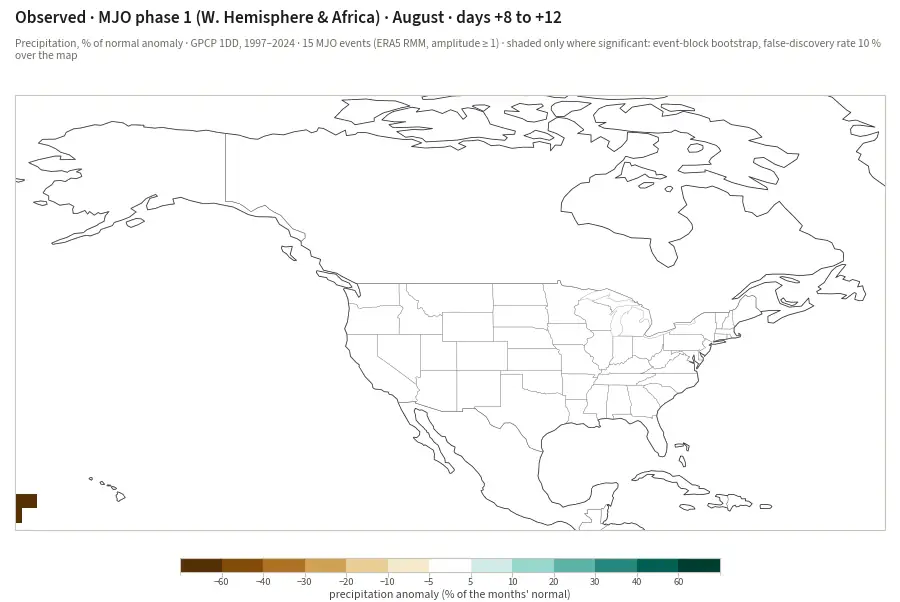 Observed · MJO phase 1 (W. Hemisphere & Africa) · August · days +8 to +12
Precipitation, % of normal anomaly · GPCP 1DD, 1997–2024 · 15 MJO events (ERA5 RMM, amplitude ≥ 1) · shaded only where significant: event-block bootstrap, false-discovery rate 10 %
over the map
−60 −40 −30 −20 −10 −5 5 10 20 30 40 60
precipitation anomaly (% of the months' normal)